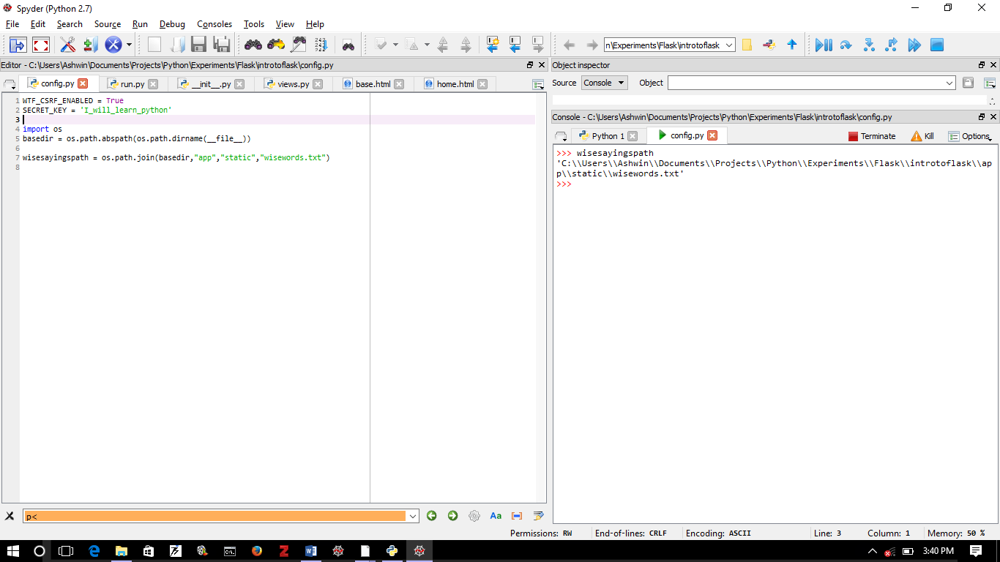 Spyder (Python 2.7)
File Edit Search Source Run Debug Consoles Tools View Help
n\Experiments\Flask\introtoflask
Editor - C:\Users\Ashwin\Documents\Projects\Python\Experiments\Flask\introtoflask\config.py
config.py run.py __init__.py views.py base.html home.html
1 WTF_CSRF_ENABLED = True
2 SECRET_KEY = 'I_will_learn_python'
3
4 import os
5 basedir = os.path.abspath(os.path.dirname(__file__))
6
7 wisesayingspath = os.path.join(basedir,"app","static","wisewords.txt")
8
p<
Aa
Object inspector
Source Console Object
Console - C:\Users\Ashwin\Documents\Projects\Python\Experiments\Flask\introtoflask\config.py
Python 1 config.py Terminate Kill Options
>>> wisesayingspath
'C:\\Users\\Ashwin\\Documents\\Projects\\Python\\Experiments\\Flask\\introtoflask\\ap
p\\static\\wisewords.txt'
>>>
Permissions: RW End-of-lines: CRLF Encoding: ASCII Line: 3 Column: 1 Memory: 50 %
3:40 PM